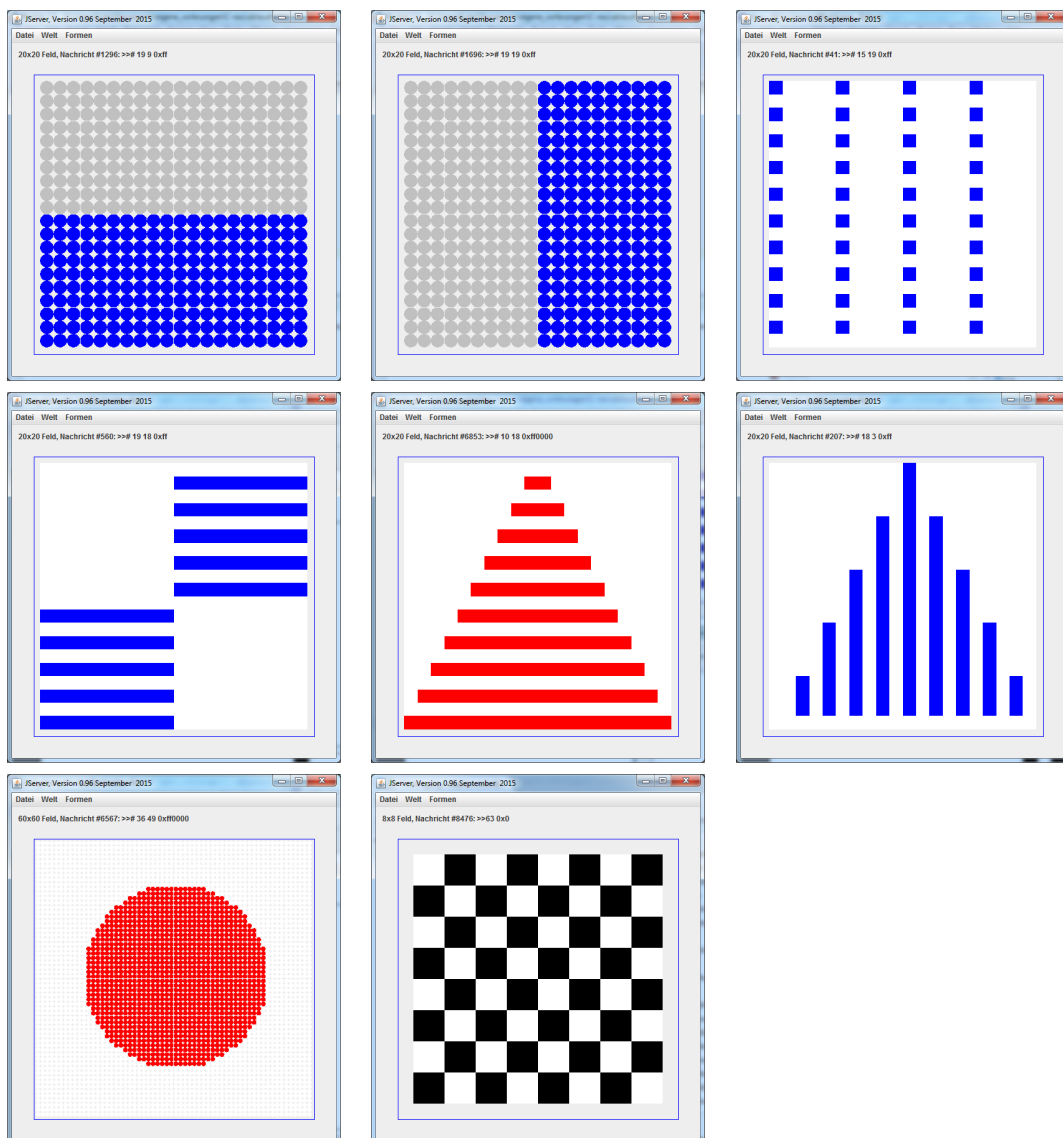 JServer, Version 0.96 September 2015
Datei Welt Formen
20x20 Feld, Nachricht #1296: >># 19 9 0xff
JServer, Version 0.96 September 2015
Datei Welt Formen
20x20 Feld, Nachricht #1696: >># 19 19 0xff
JServer, Version 0.96 September 2015
Datei Welt Formen
20x20 Feld, Nachricht #41: >># 15 19 0xff
JServer, Version 0.96 September 2015
Datei Welt Formen
20x20 Feld, Nachricht #560: >># 19 18 0xff
JServer, Version 0.96 September 2015
Datei Welt Formen
20x20 Feld, Nachricht #6853: >># 10 18 0xff0000
JServer, Version 0.96 September 2015
Datei Welt Formen
20x20 Feld, Nachricht #207: >># 18 3 0xff
JServer, Version 0.96 September 2015
Datei Welt Formen
60x60 Feld, Nachricht #6567: >># 36 49 0xff0000
JServer, Version 0.96 September 2015
Datei Welt Formen
8x8 Feld, Nachricht #8476: >>63 0x0